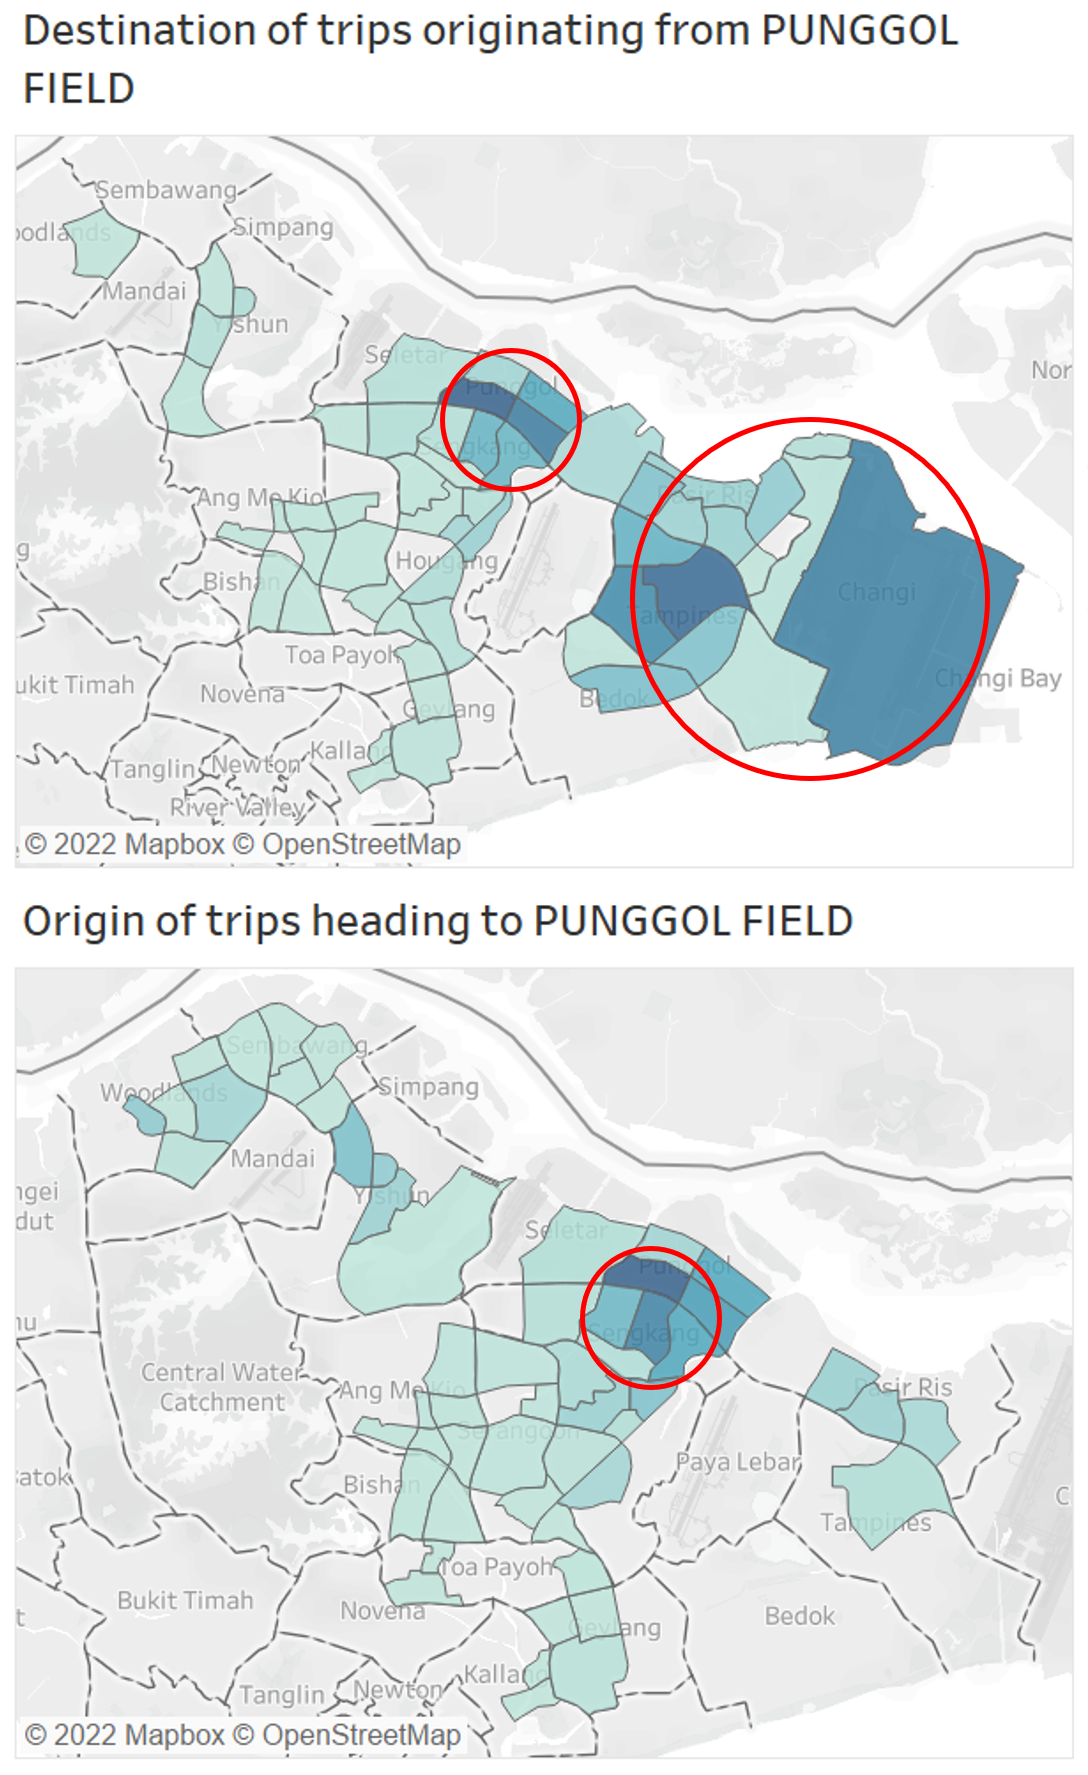 Destination of trips originating from PUNGGOL
FIELD
Sembawang
Simpang
Mandai
Yishun
Seletar
Punggol
Nor
Sengkang
Pasir Ris
Ang Mo Kio
g
Hougang
Bishan
Changi
Tampines
Toa Payoh
ukit Timah
Novena
Bedok
Changi Bay
Geylang
Kallang
Tanglin
Newton
River Valley
© 2022 Mapbox © OpenStreetMap
Origin of trips heading to PUNGGOL FIELD
Sembawang
Woodlands
Simpang
Mandai
ngei
dut
Yishun
Seletar
Punggol
Sengkang
Central Water
Catchment
Ang Mo Kio
Pasir Ris
Serangoon
Paya Lebar
atok
Bishan
C
Tampines
Toa Payoh
Bukit Timah
Novena
Bedok
t
Geylang
Kallang
Tanglin
Newton
© 2022 Mapbox © OpenStreetMap